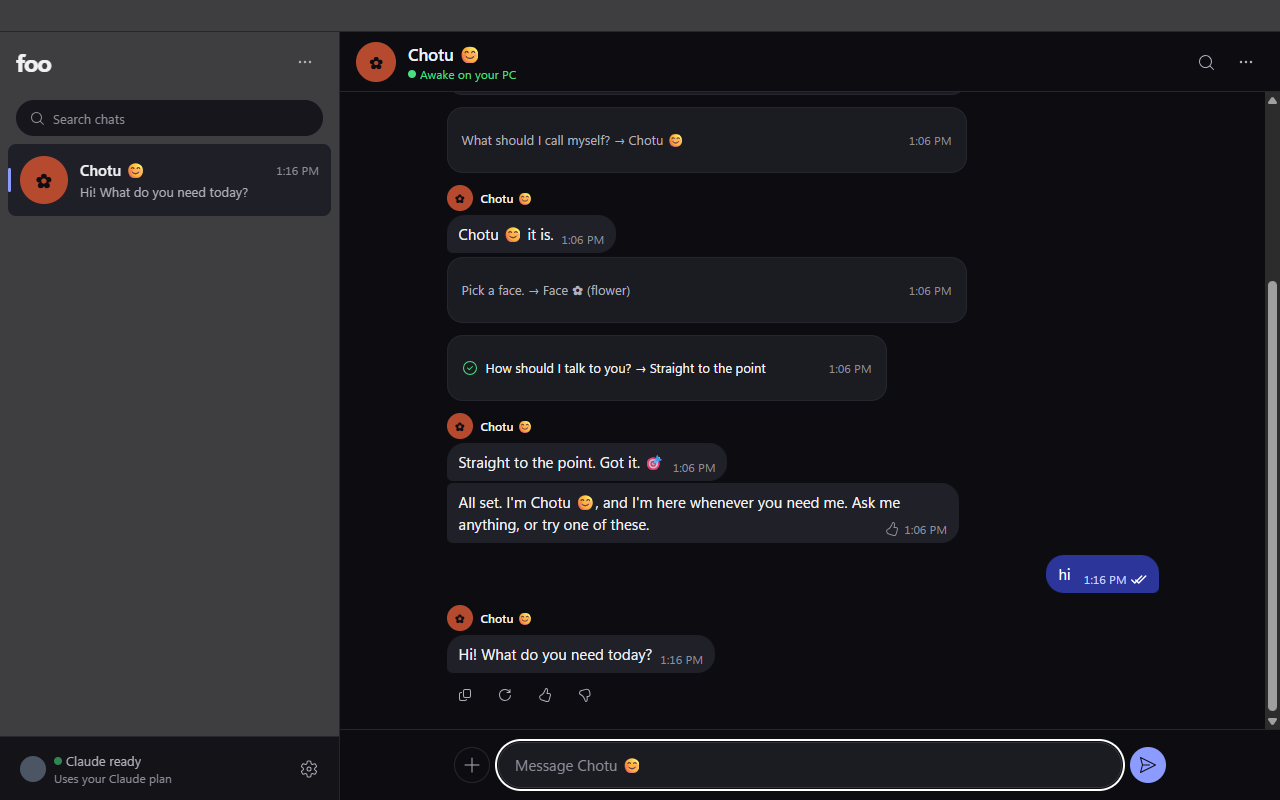 foo
Search chats
Chotu 😊
1:16 PM
Hi! What do you need today?
Claude ready
Uses your Claude plan
Chotu 😊
Awake on your PC
What should I call myself? → Chotu 😊
1:06 PM
Chotu 😊
Chotu 😊 it is. 1:06 PM
Pick a face. → Face ✿ (flower)
1:06 PM
How should I talk to you? → Straight to the point
1:06 PM
Chotu 😊
Straight to the point. Got it. 🎯 1:06 PM
All set. I'm Chotu 😊, and I'm here whenever you need me. Ask me
anything, or try one of these.
1:06 PM
hi 1:16 PM
Chotu 😊
Hi! What do you need today? 1:16 PM
Message Chotu 😊